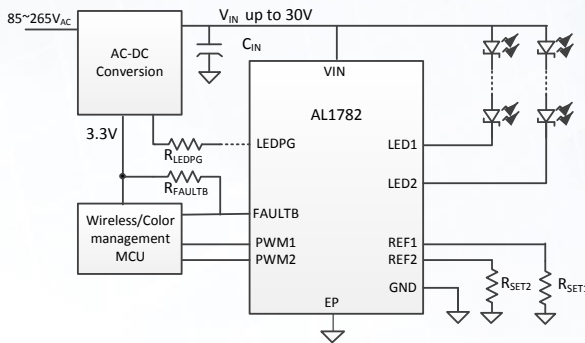 85~265VAC
VIN up to 30V
AC-DC
Conversion
CIN
VIN
AL1782
3.3V
RLEDPG
LEDPG
LED1
RFAULTB
LED2
Wireless/Color
management
MCU
FAULTB
PWM1
PWM2
REF1
REF2
GND
RSET2
RSET1
EP